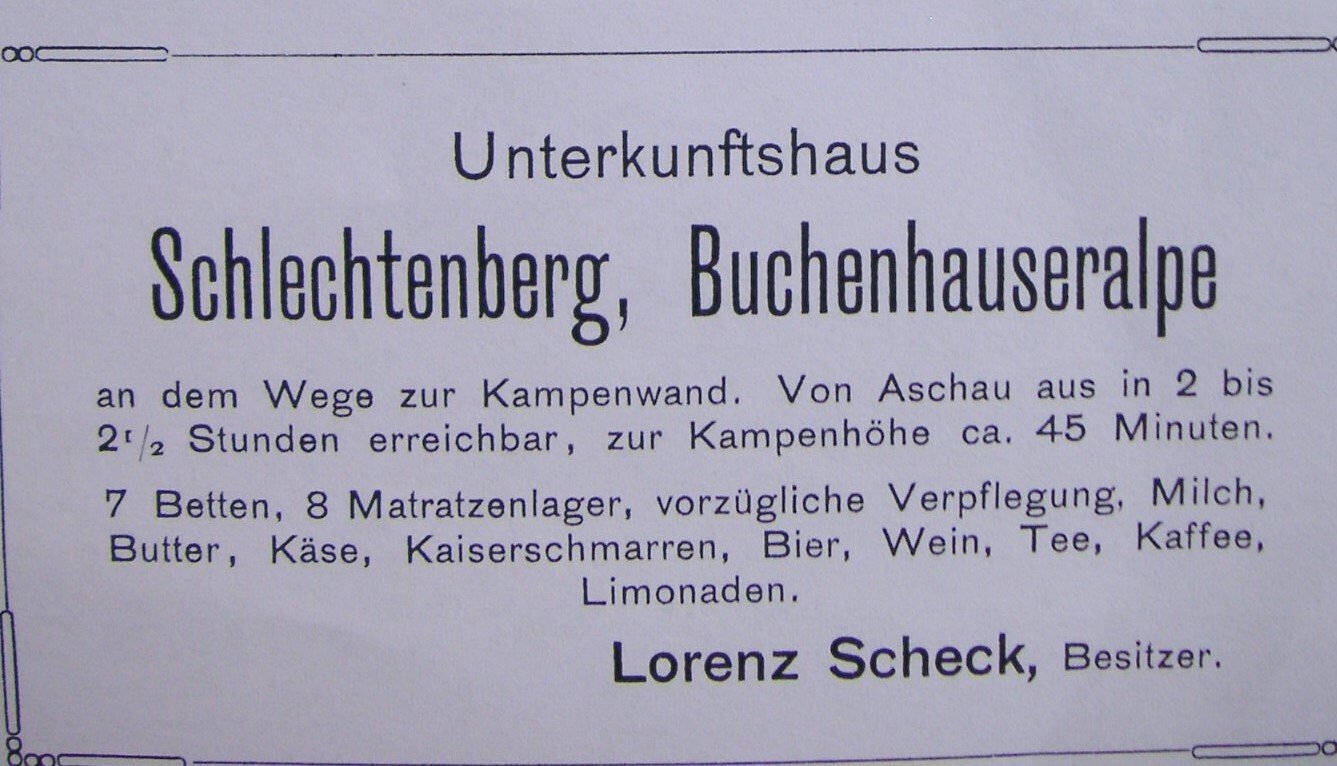 Unterkunftshaus
Schlechtenberg, Buchenhauseralpe
an dem Wege zur Kampenwand. Von Aschau aus in 2 bis
2 1/2 Stunden erreichbar, zur Kampenhöhe ca. 45 Minuten.
7 Betten, 8 Matratzenlager, vorzügliche Verpflegung, Milch,
Butter, Käse, Kaiserschmarren, Bier, Wein, Tee, Kaffee,
Limonaden.
Lorenz Scheck, Besitzer.